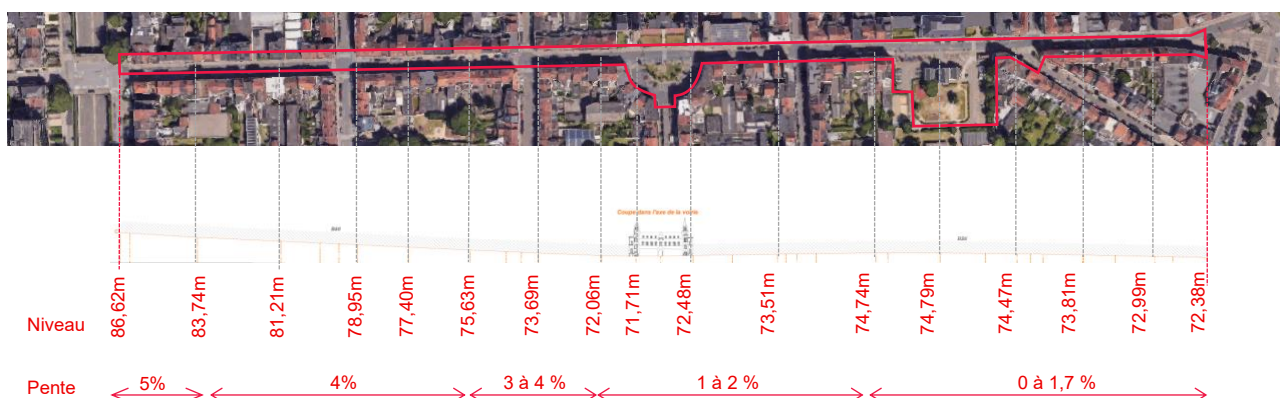 Coupe dans l'axe de la voirie
Niveau
86,62m
83,74m
81,21m
78,95m
77,40m
75,63m
73,69m
72,06m
71,71m
72,48m
73,51m
74,74m
74,79m
74,47m
73,81m
72,99m
72,38m
Pente
5%
4%
3 à 4 %
1 à 2 %
0 à 1,7 %